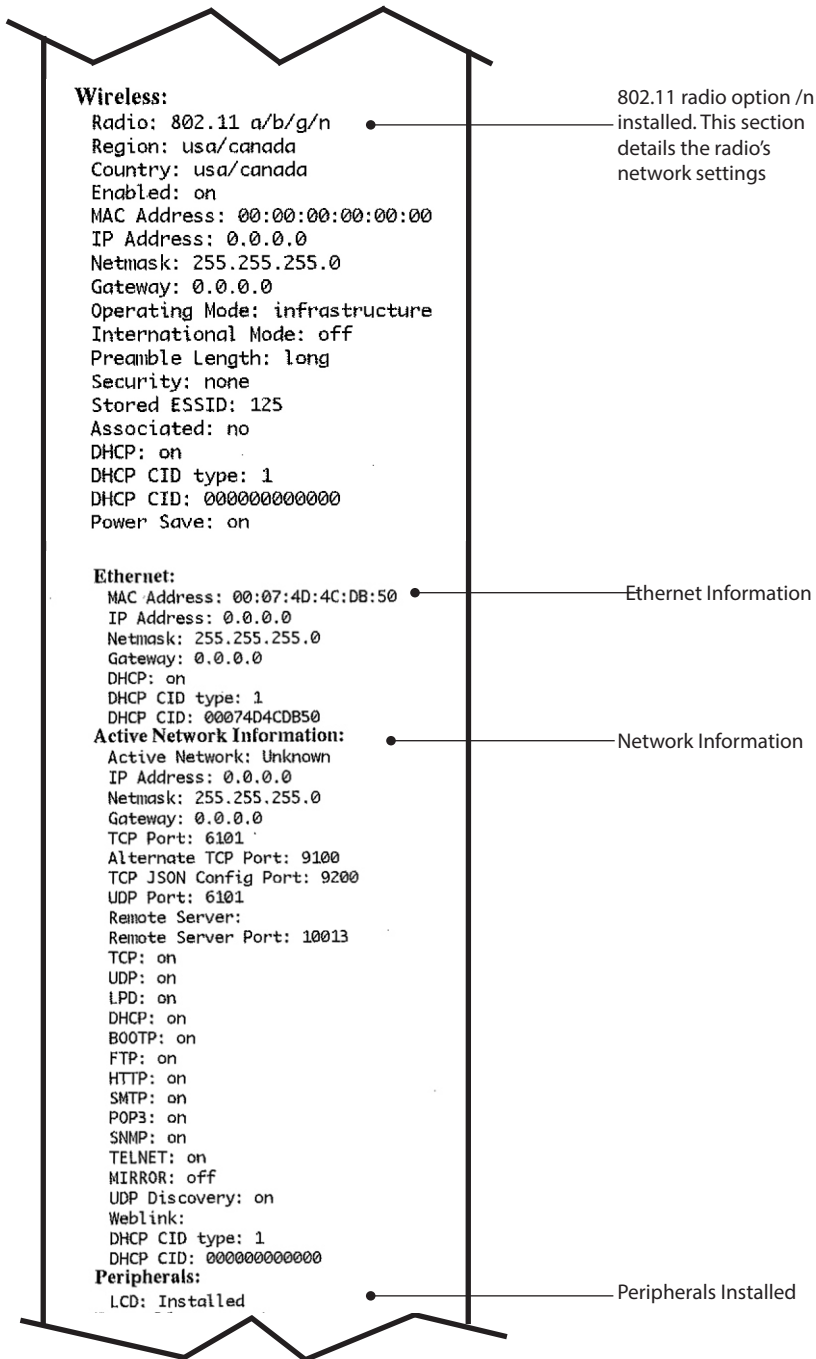 Wireless:
Radio: 802.11 a/b/g/n
Region: usa/canada
Country: usa/canada
Enabled: on
MAC Address: 00:00:00:00:00:00
IP Address: 0.0.0.0
Netmask: 255.255.255.0
Gateway: 0.0.0.0
Operating Mode: infrastructure
International Mode: off
Preamble Length: long
Security: none
Stored ESSID: 125
Associated: no
DHCP: on
DHCP CID type: 1
DHCP CID: 000000000000
Power Save: on
802.11 radio option /n
installed. This section
details the radio's
network settings
Ethernet:
MAC Address: 00:07:4D:4C:DB:50
IP Address: 0.0.0.0
Netmask: 255.255.255.0
Gateway: 0.0.0.0
DHCP: on
DHCP CID type: 1
DHCP CID: 00074D4CDB50
Ethernet Information
Active Network Information:
Active Network: Unknown
IP Address: 0.0.0.0
Netmask: 255.255.255.0
Gateway: 0.0.0.0
TCP Port: 6101
Alternate TCP Port: 9100
TCP JSON Config Port: 9200
UDP Port: 6101
Remote Server:
Remote Server Port: 10013
TCP: on
UDP: on
LPD: on
DHCP: on
BOOTP: on
FTP: on
HTTP: on
SMTP: on
POP3: on
SNMP: on
TELNET: on
MIRROR: off
UDP Discovery: on
Weblink:
DHCP CID type: 1
DHCP CID: 000000000000
Network Information
Peripherals:
LCD: Installed
Peripherals Installed